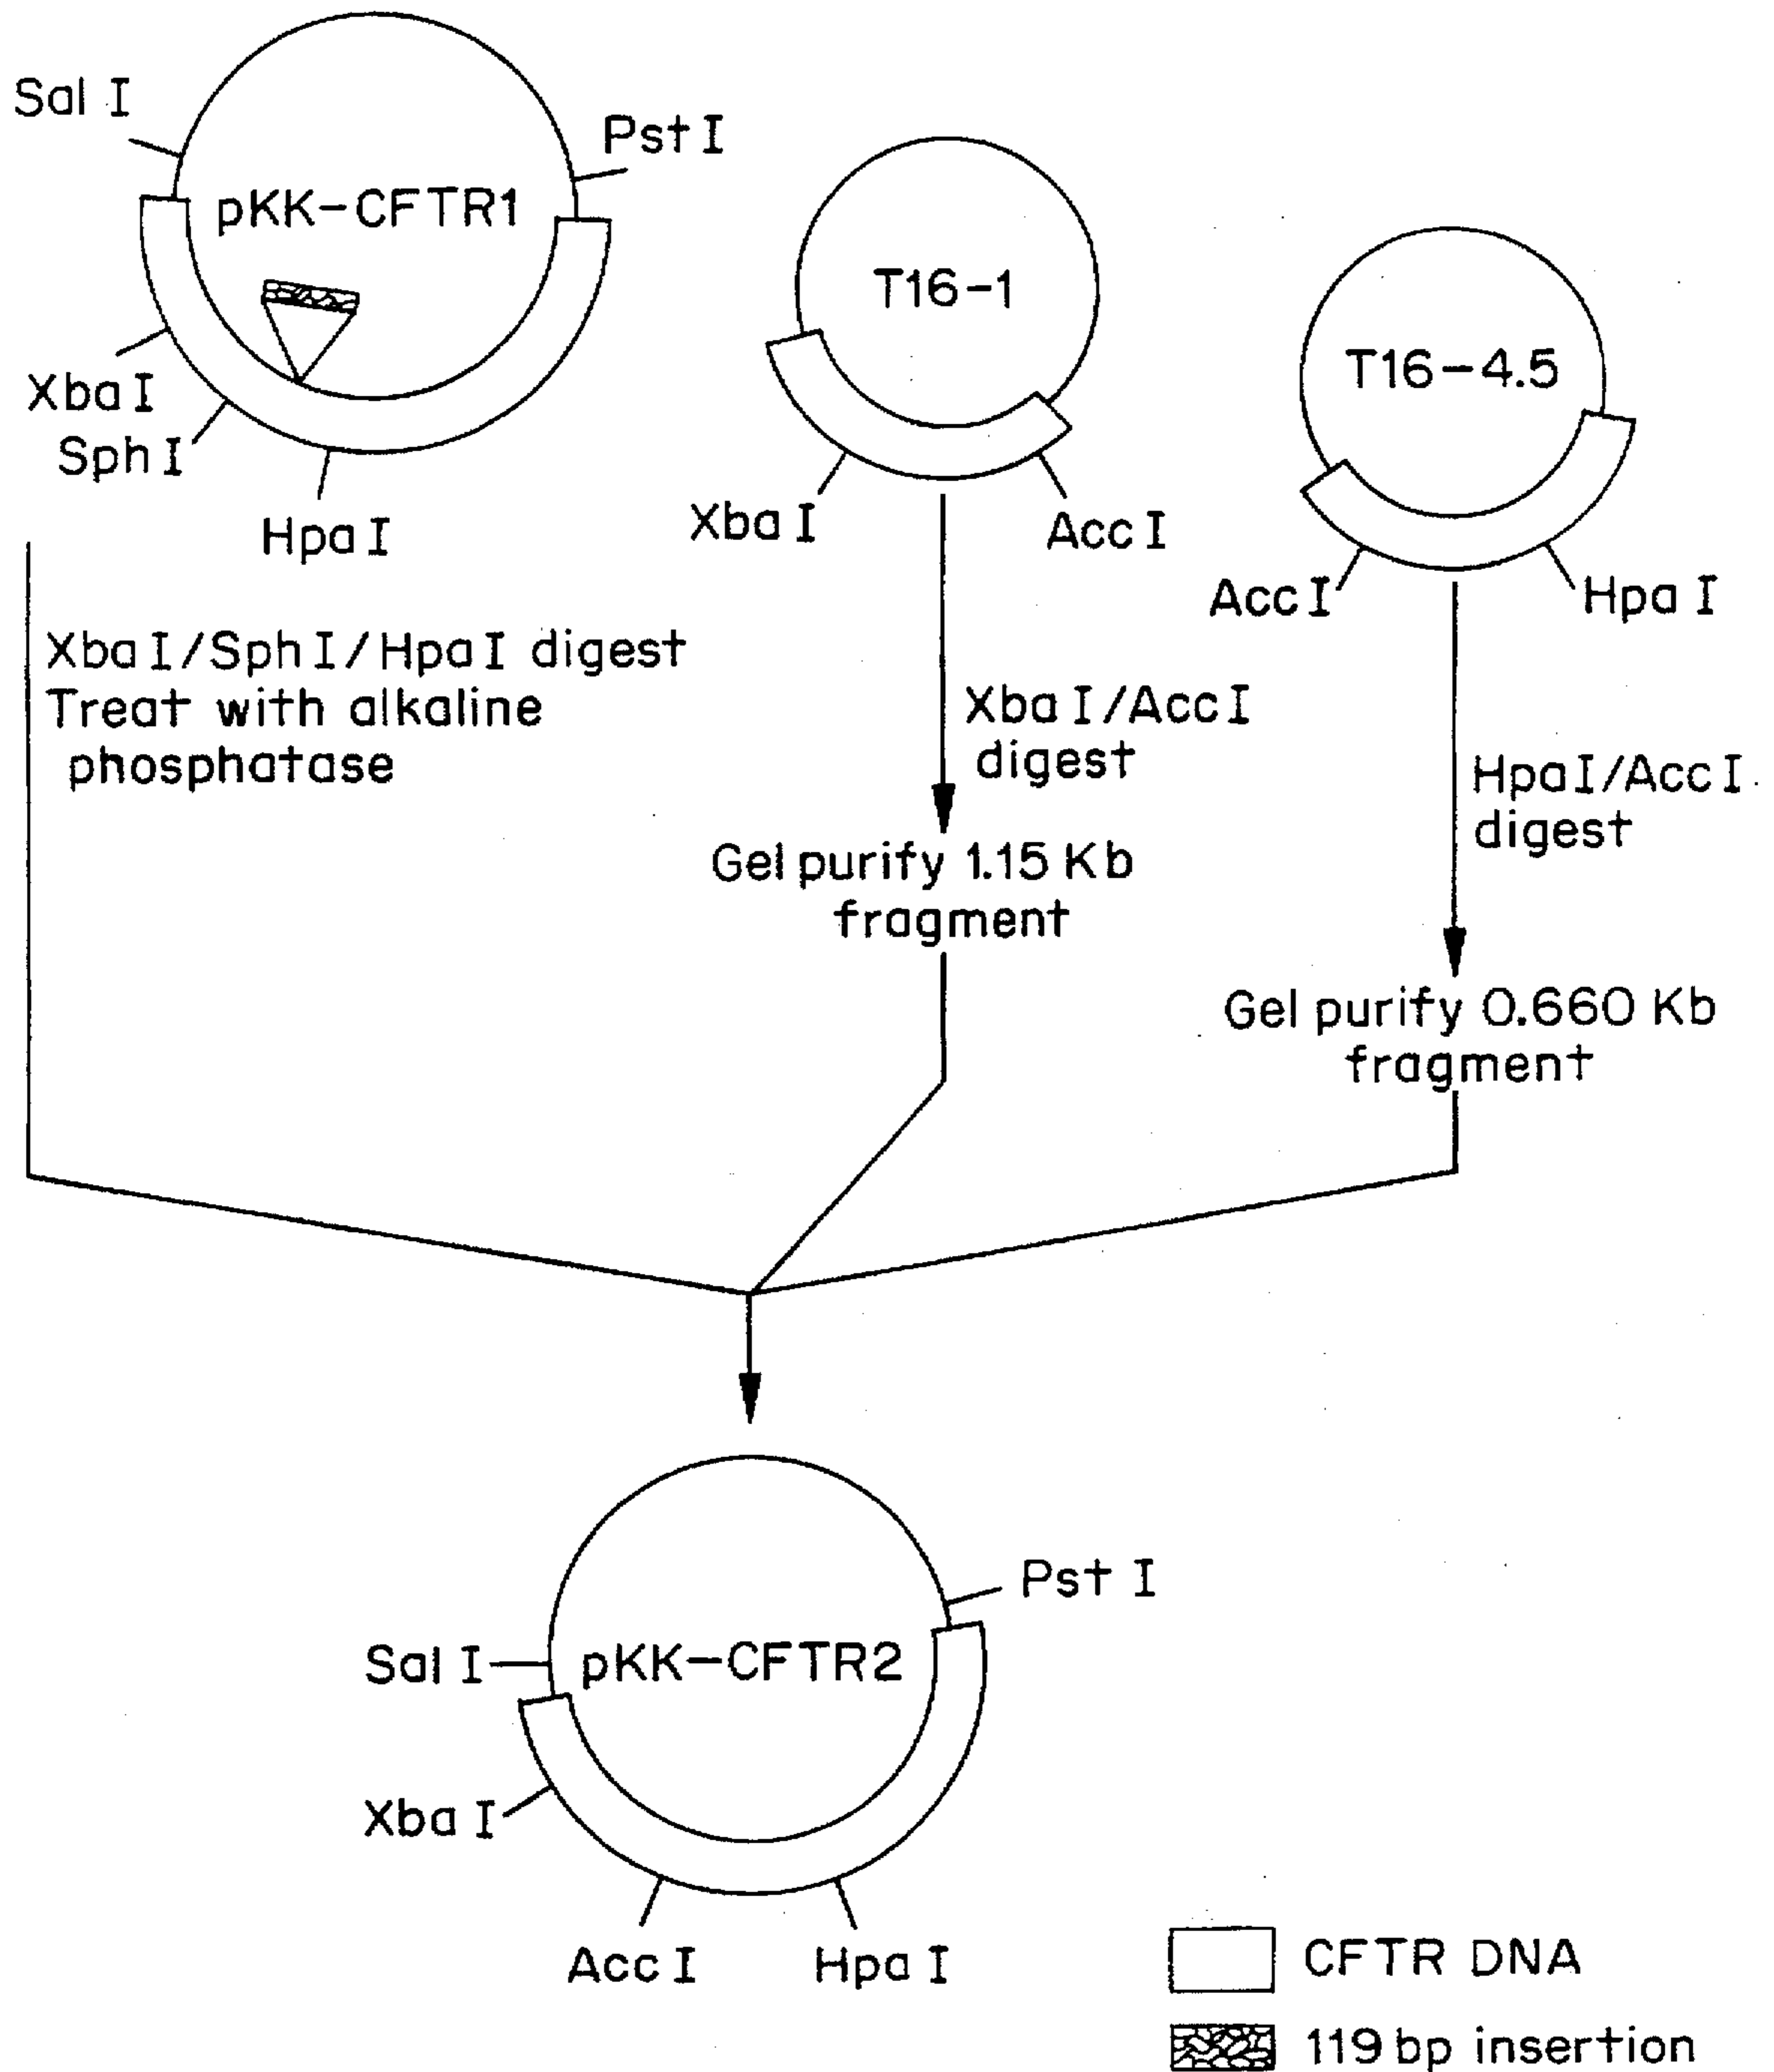 Sal I
Pst I
pKK-CFTR1
Xba I
Sph I
Hpa I
T16-1
Xba I
Acc I
T16-4.5
Acc I
Hpa I
Xba I/Sph I/Hpa I digest
Treat with alkaline
phosphatase
Xba I/Acc I
digest
Hpa I/Acc I
digest
Gel purify 1.15 Kb
fragment
Gel purify 0.660 Kb
fragment
Pst I
Sal I
pKK-CFTR2
Xba I
Acc I
Hpa I
CFTR DNA
119 bp insertion